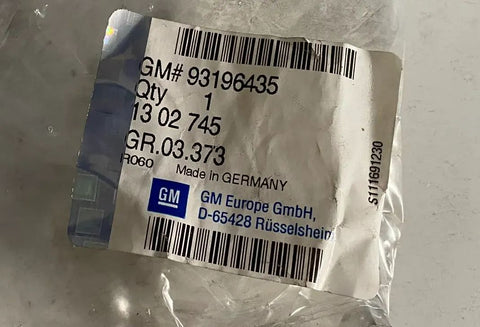 GM# 93196435
Qty 1
13 02 745
GR.03.373
R060
Made in GERMANY
GM
GM Europe GmbH,
D-65428 Rüsselsheim
S111691230